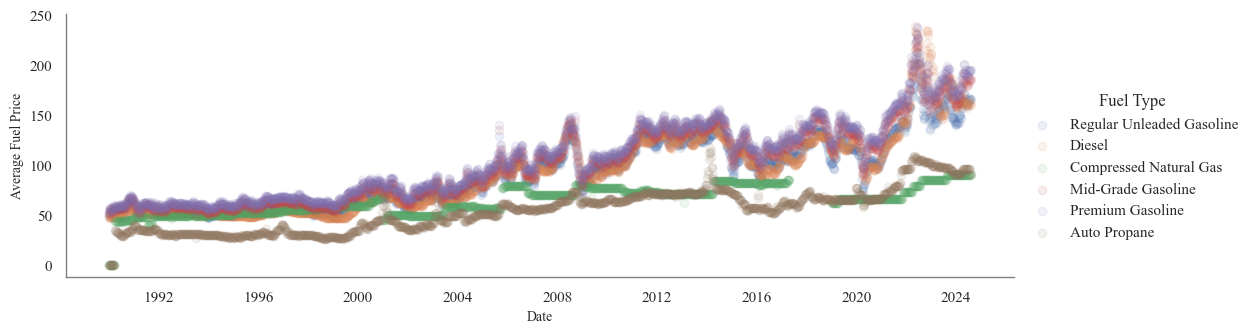 250
200
150
100
50
0
Average Fuel Price
1992 1996 2000 2004 2008 2012 2016 2020 2024
Date
Fuel Type
Regular Unleaded Gasoline
Diesel
Compressed Natural Gas
Mid-Grade Gasoline
Premium Gasoline
Auto Propane